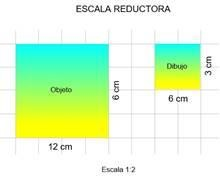 ESCALA REDUCTORA
Objeto
6 cm
12 cm
Dibujo
3 cm
6 cm
Escala 1:2